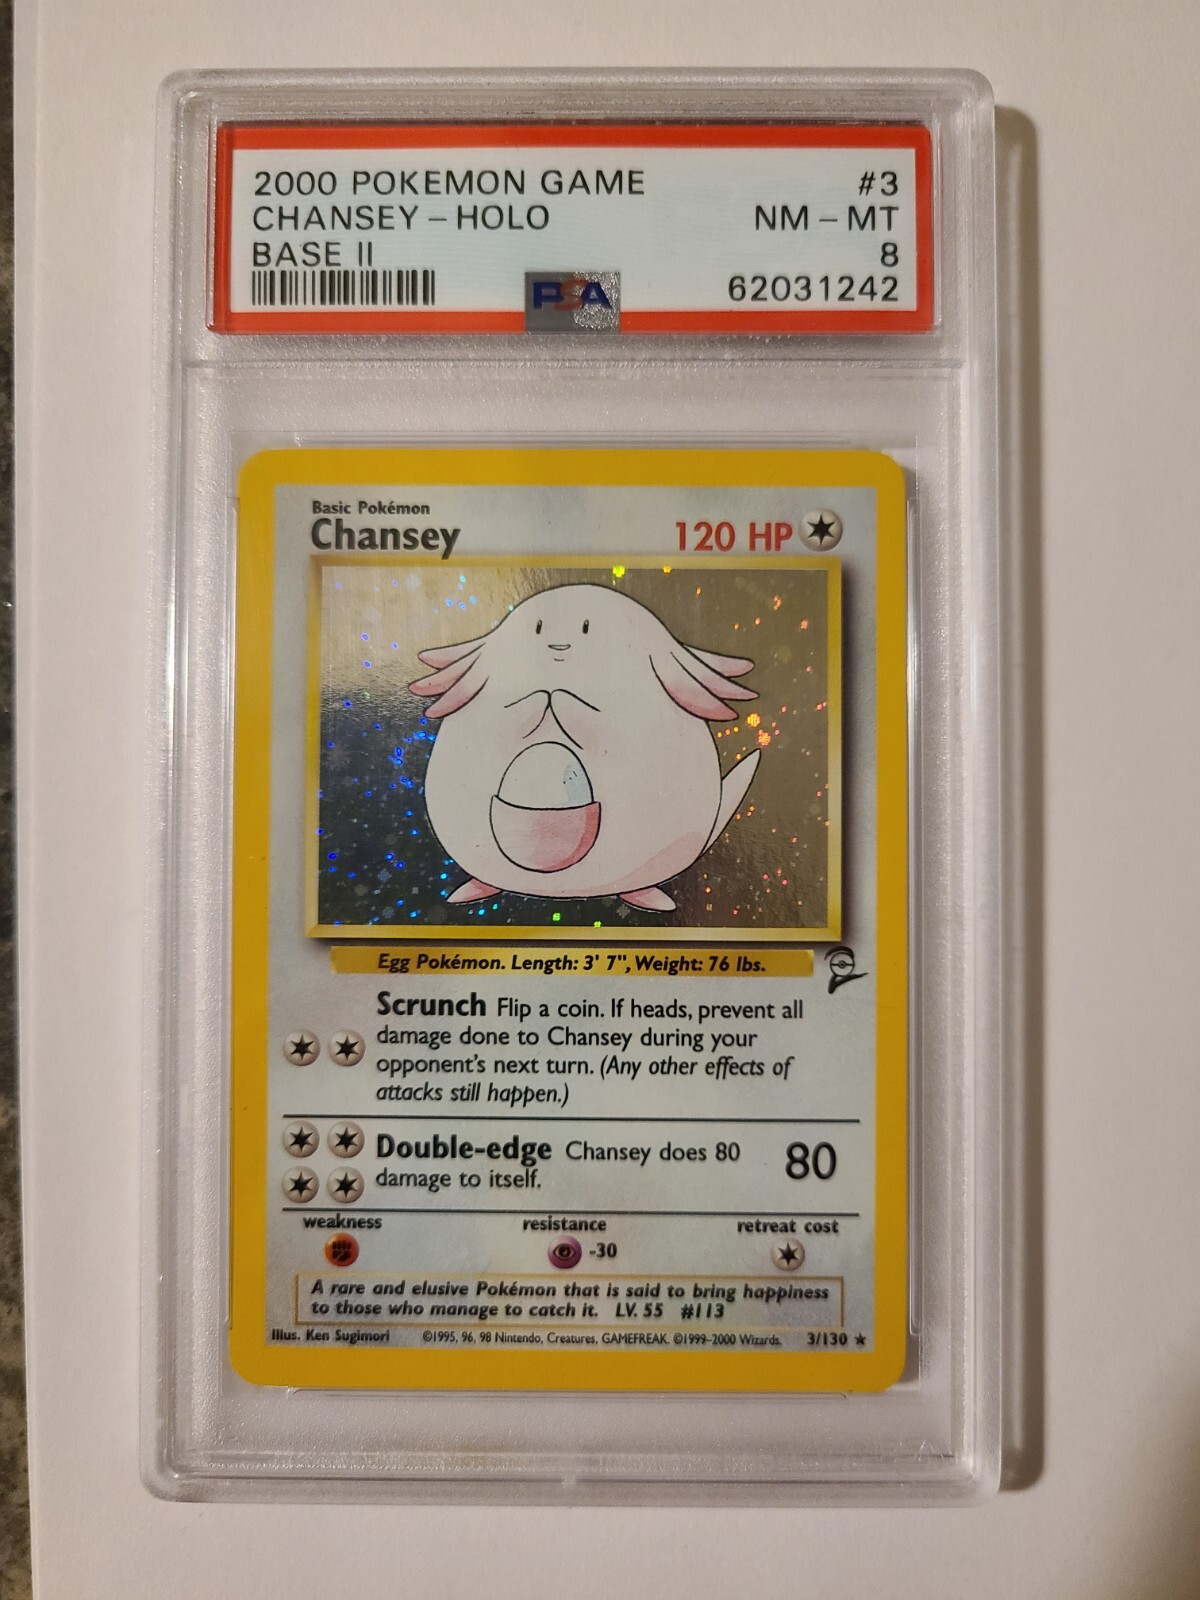 2000 POKEMON GAME #3
CHANSEY – HOLO NM – MT
BASE II 8
PSA 62031242
Basic Pokémon
Chansey 120 HP
Egg Pokémon. Length: 3' 7", Weight: 76 lbs.
Scrunch Flip a coin. If heads, prevent all
damage done to Chansey during your
opponent's next turn. (Any other effects of
attacks still happen.)
Double-edge Chansey does 80 80
damage to itself.
weakness resistance retreat cost
-30
A rare and elusive Pokémon that is said to bring happiness
to those who manage to catch it. LV. 55 #113
Illus. Ken Sugimori ©1995, 96, 98 Nintendo, Creatures, GAMEFREAK. ©1999-2000 Wizards. 3/130 ★